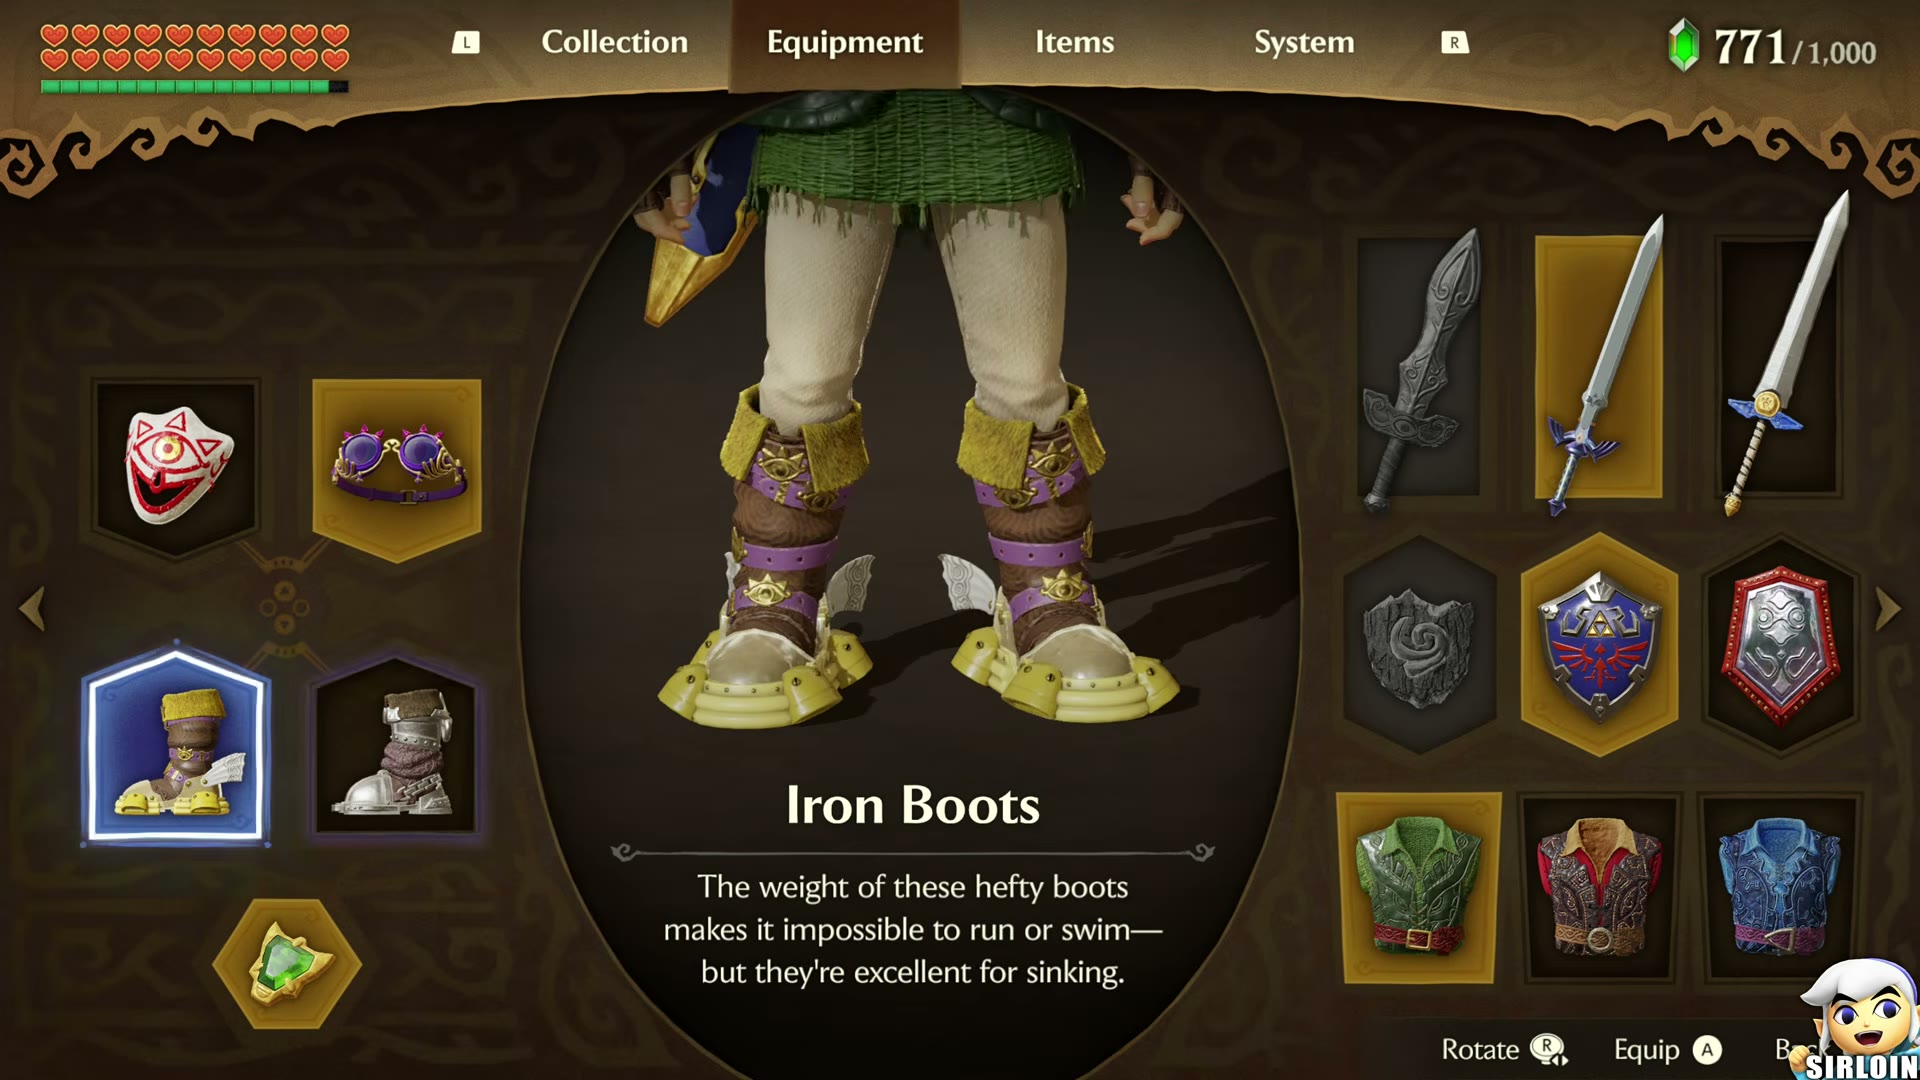 L Collection Equipment Items System R 771/1,000
Iron Boots
The weight of these hefty boots
makes it impossible to run or swim—
but they're excellent for sinking.
Rotate R Equip A
SIRLOIN